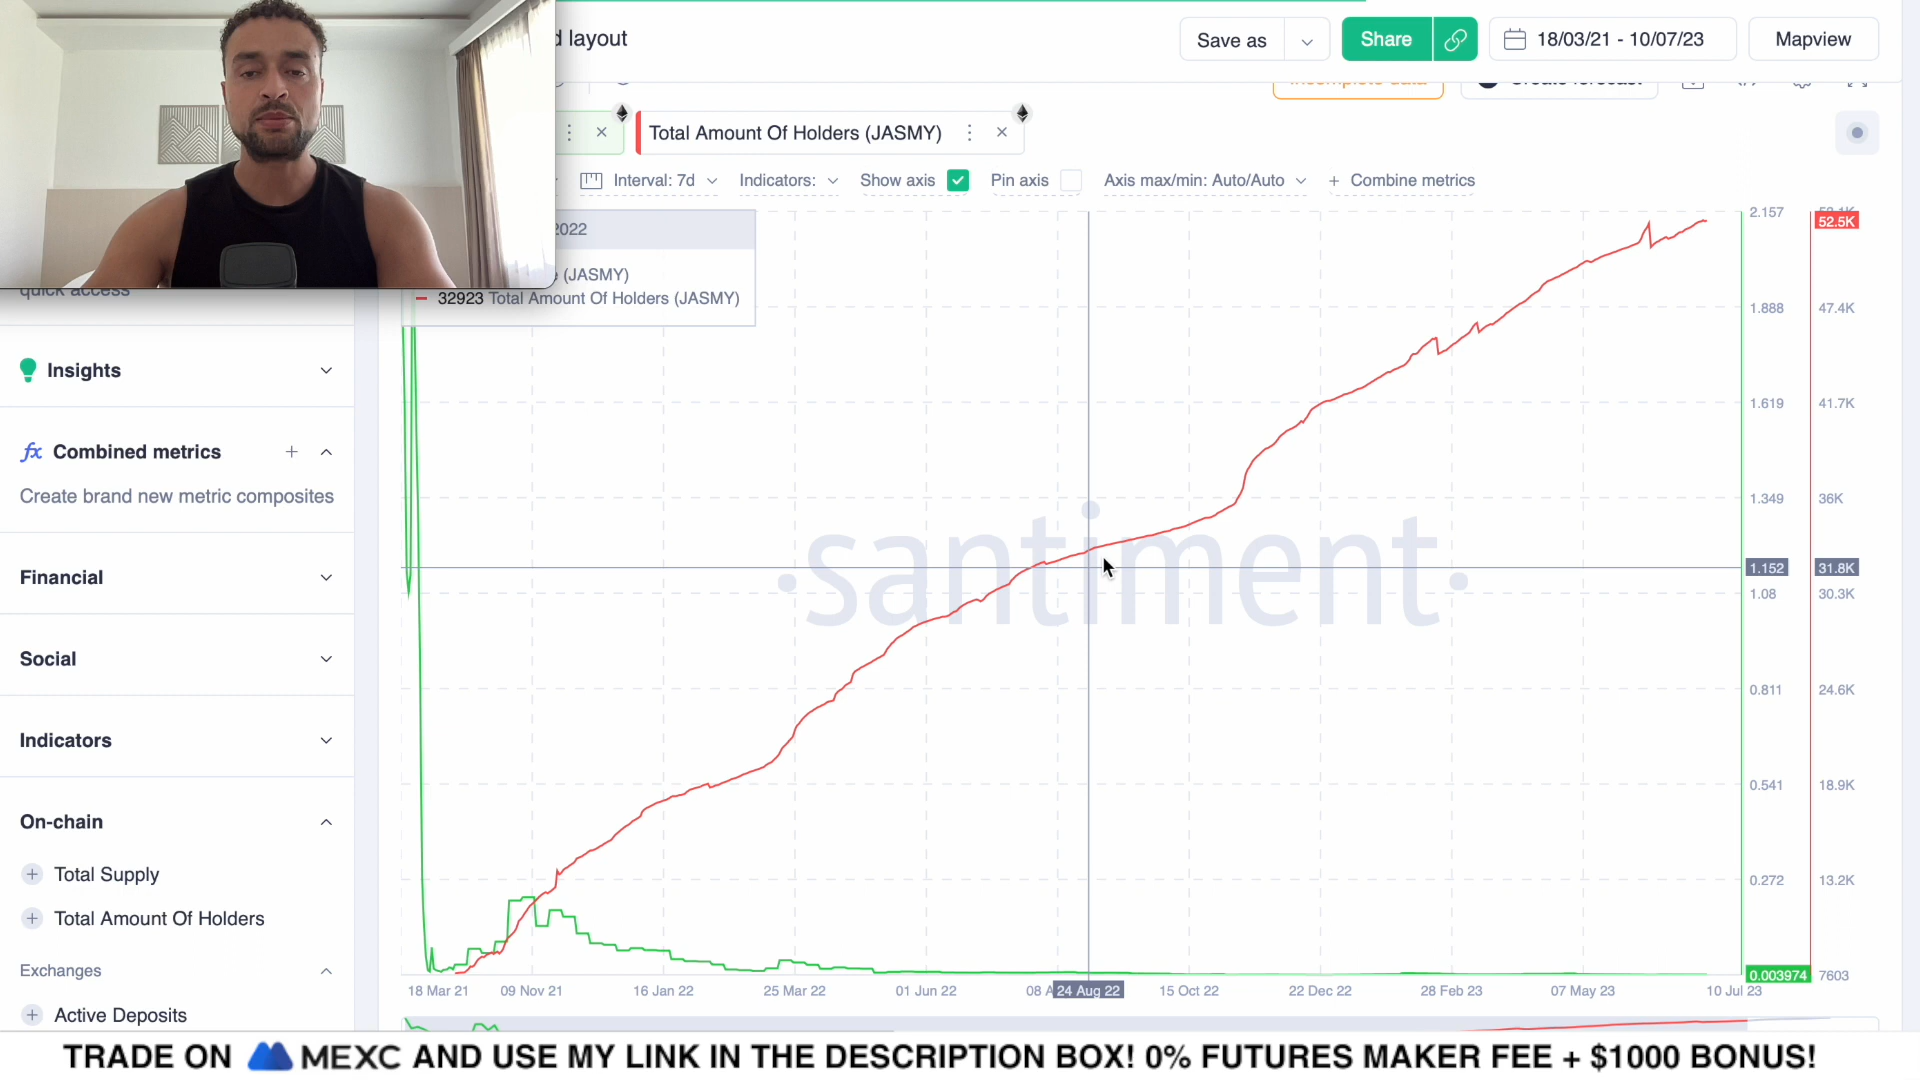 d layout
Save as
Share
18/03/21 - 10/07/23
Mapview
Total Amount Of Holders (JASMY)
Interval: 7d
Indicators:
Show axis
Pin axis
Axis max/min: Auto/Auto
+ Combine metrics
2022
(JASMY)
32923 Total Amount Of Holders (JASMY)
quick access
Insights
fx Combined metrics
Create brand new metric composites
Financial
Social
Indicators
On-chain
Total Supply
Total Amount Of Holders
Exchanges
Active Deposits
santiment
2.157
1.888
1.619
1.349
1.152
1.08
0.811
0.541
0.272
0.003974
52.5K
47.4K
41.7K
36K
31.8K
30.3K
24.6K
18.9K
13.2K
7603
18 Mar 21
09 Nov 21
16 Jan 22
25 Mar 22
01 Jun 22
08 A
24 Aug 22
15 Oct 22
22 Dec 22
28 Feb 23
07 May 23
10 Jul 23
TRADE ON MEXC AND USE MY LINK IN THE DESCRIPTION BOX! 0% FUTURES MAKER FEE + $1000 BONUS!